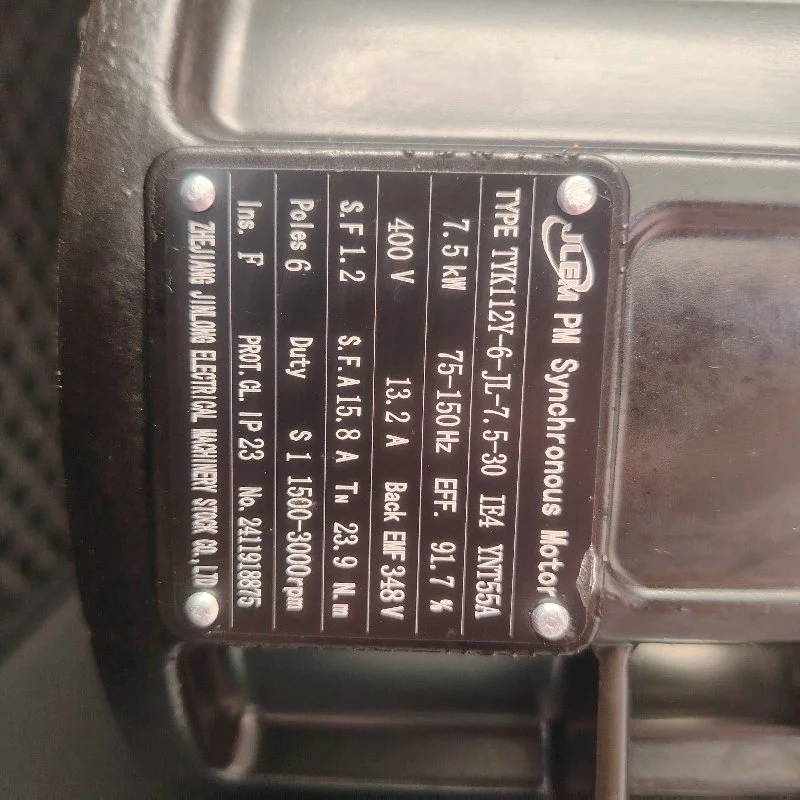 JLEM PM Synchronous Motor
TYPE TYK112Y-6-JL-7.5-30 IE4 YNT55A
7.5 kW 75-150Hz EFF. 91.7 %
400 V 13.2 A Back EMF 348V
S.F 1.2 S.F.A 15.8 A TN 23.9 N.m
Poles 6 Duty S 1 1500-3000rpm
Ins. F PROT.CL. IP 23 No. 2411918875
ZHEJIANG JINLONG ELECTRICAL MACHINERY STOCK CO.,LTD